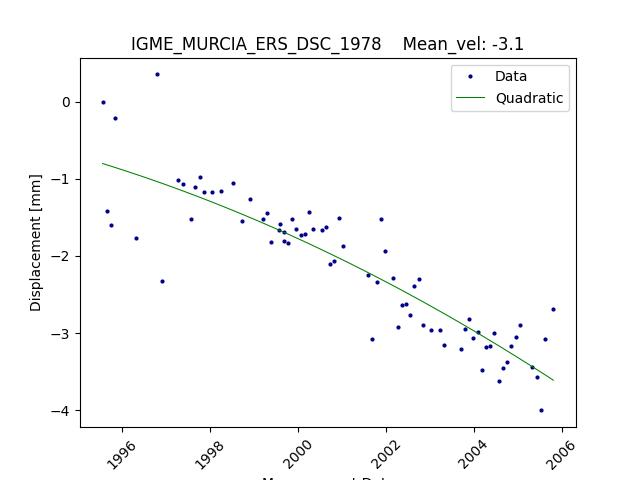 IGME_MURCIA_ERS_DSC_1978    Mean_vel: -3.1
Data
Quadratic
Displacement [mm]
0
−1
−2
−3
−4
1996
1998
2000
2002
2004
2006